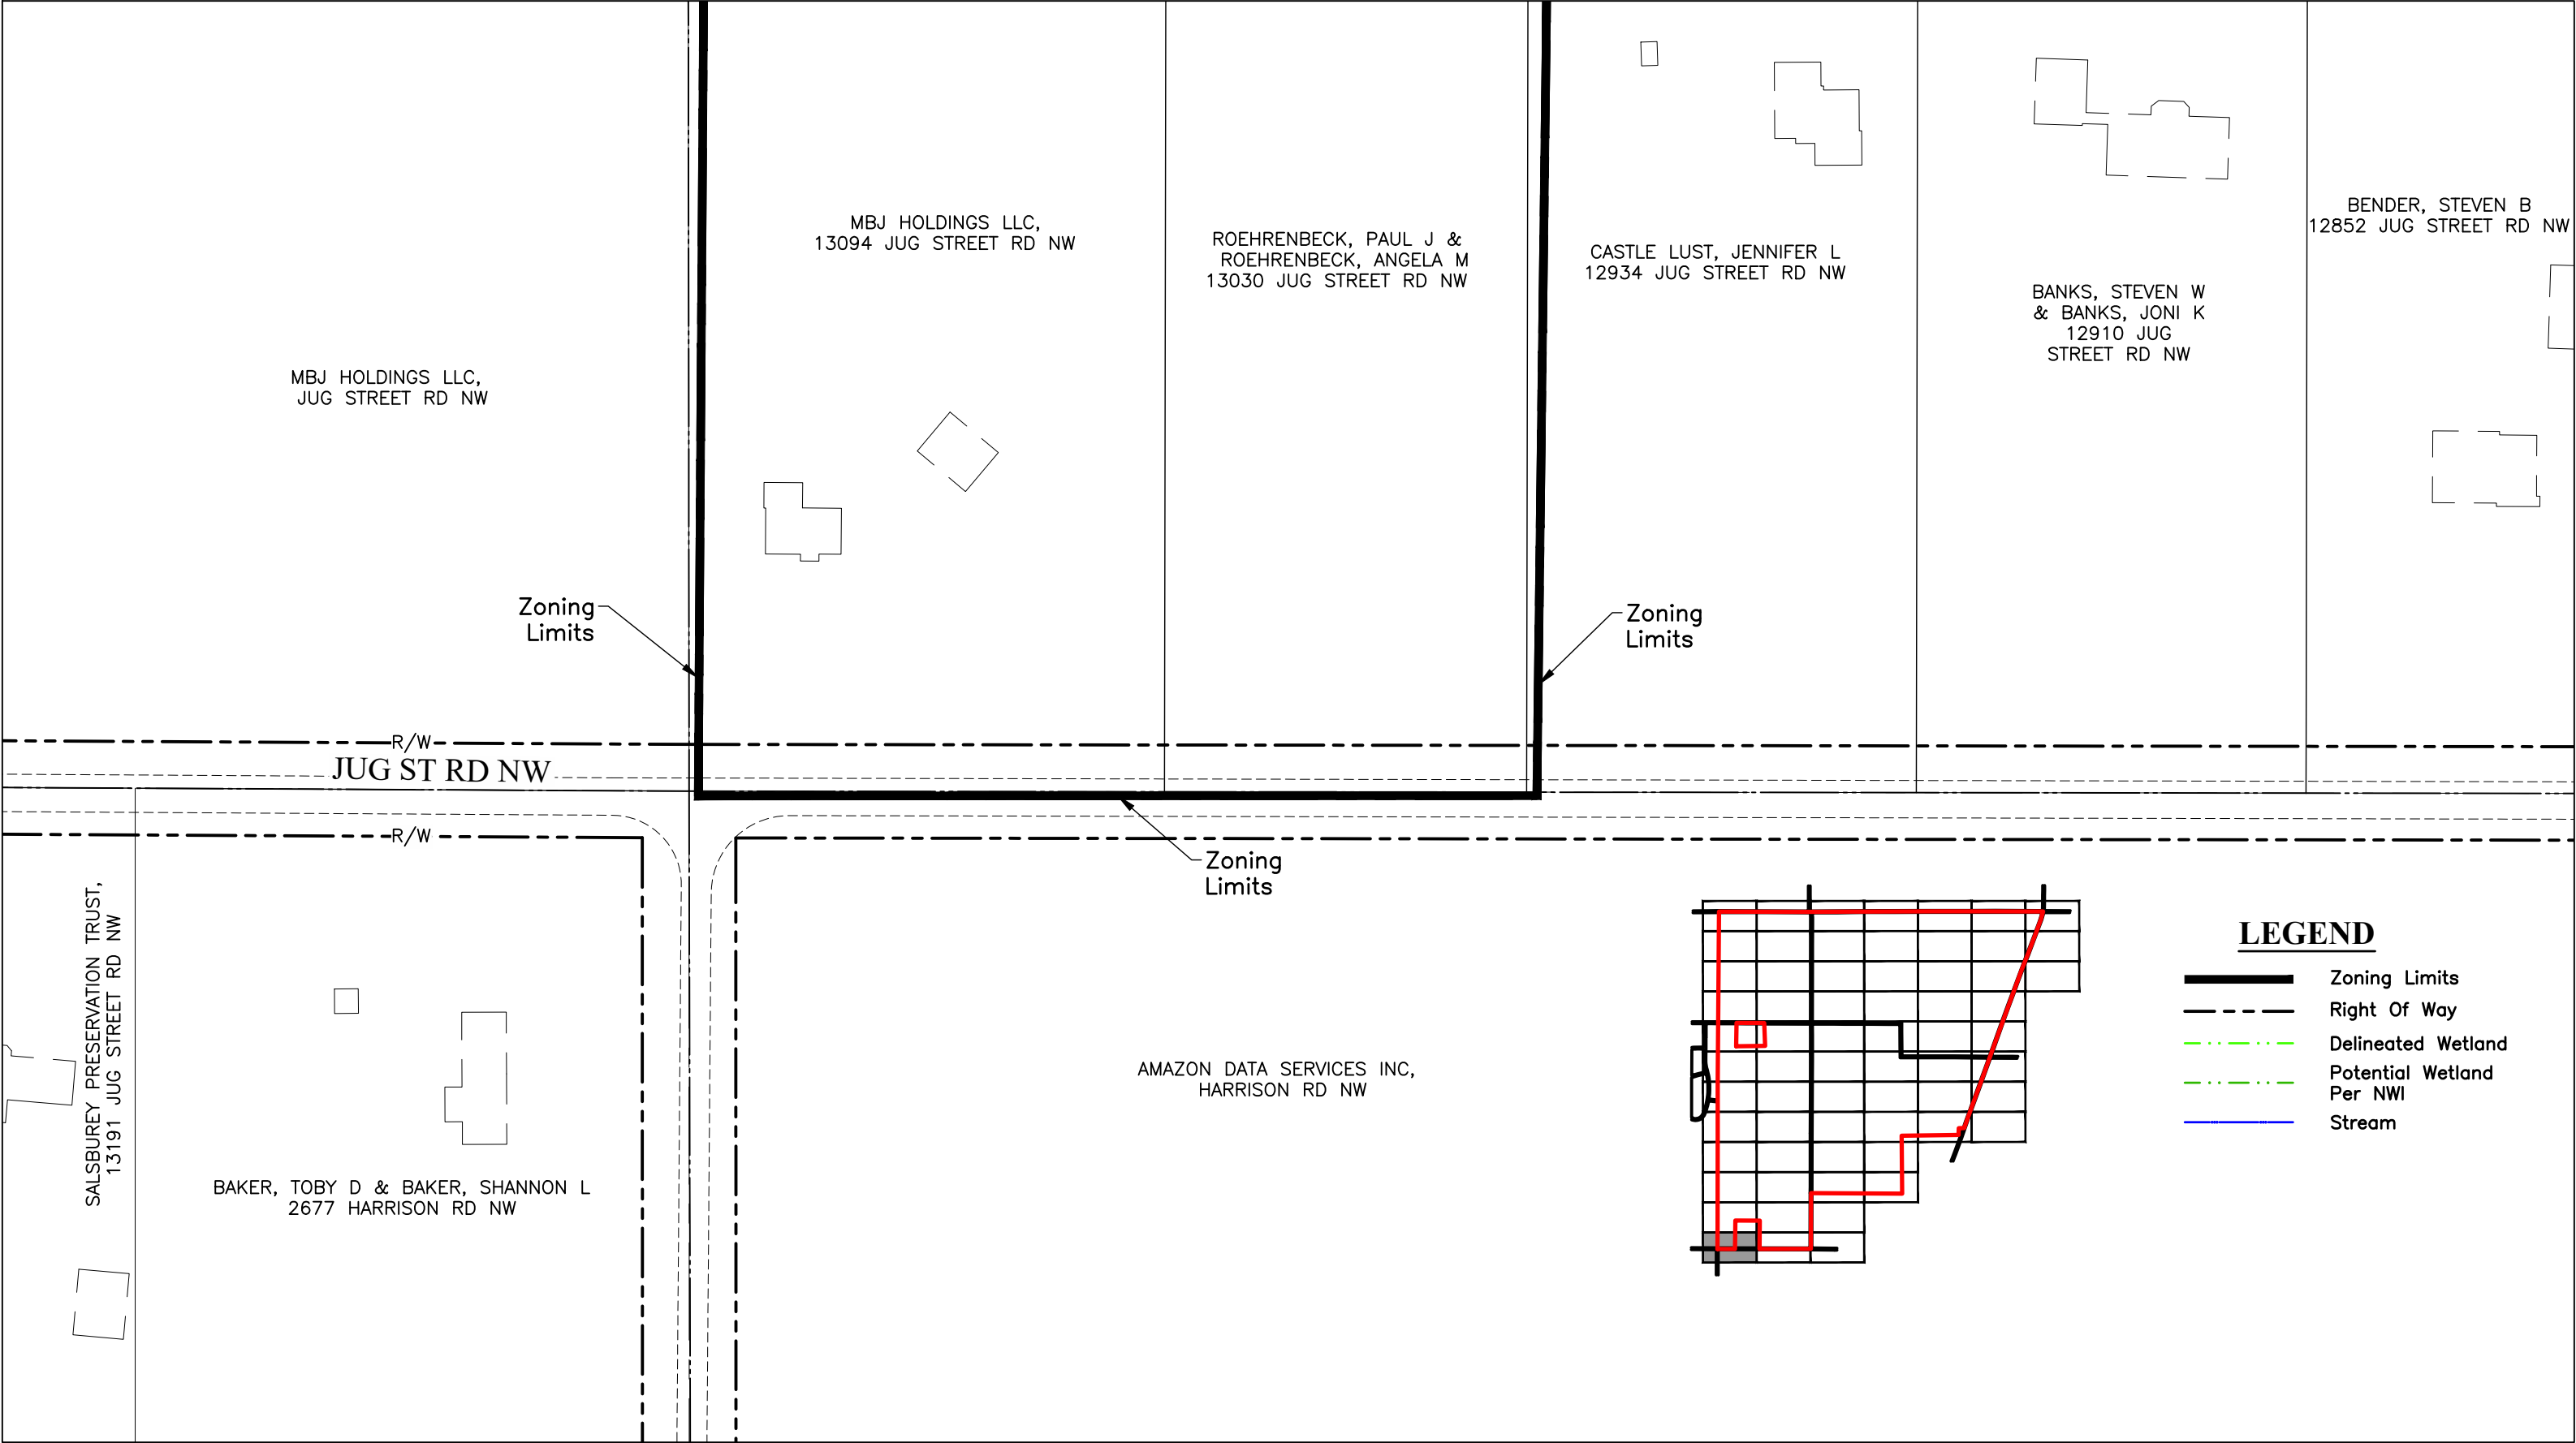 MBJ HOLDINGS LLC,
13094 JUG STREET RD NW
ROEHRENBECK, PAUL J &
ROEHRENBECK, ANGELA M
13030 JUG STREET RD NW
CASTLE LUST, JENNIFER L
12934 JUG STREET RD NW
BENDER, STEVEN B
12852 JUG STREET RD NW
BANKS, STEVEN W
& BANKS, JONI K
12910 JUG
STREET RD NW
MBJ HOLDINGS LLC,
JUG STREET RD NW
Zoning
Limits
Zoning
Limits
R/W
JUG ST RD NW
R/W
Zoning
Limits
SALSBUREY PRESERVATION TRUST,
13191 JUG STREET RD NW
BAKER, TOBY D & BAKER, SHANNON L
2677 HARRISON RD NW
AMAZON DATA SERVICES INC,
HARRISON RD NW
LEGEND
Zoning Limits
Right Of Way
Delineated Wetland
Potential Wetland
Per NWI
Stream